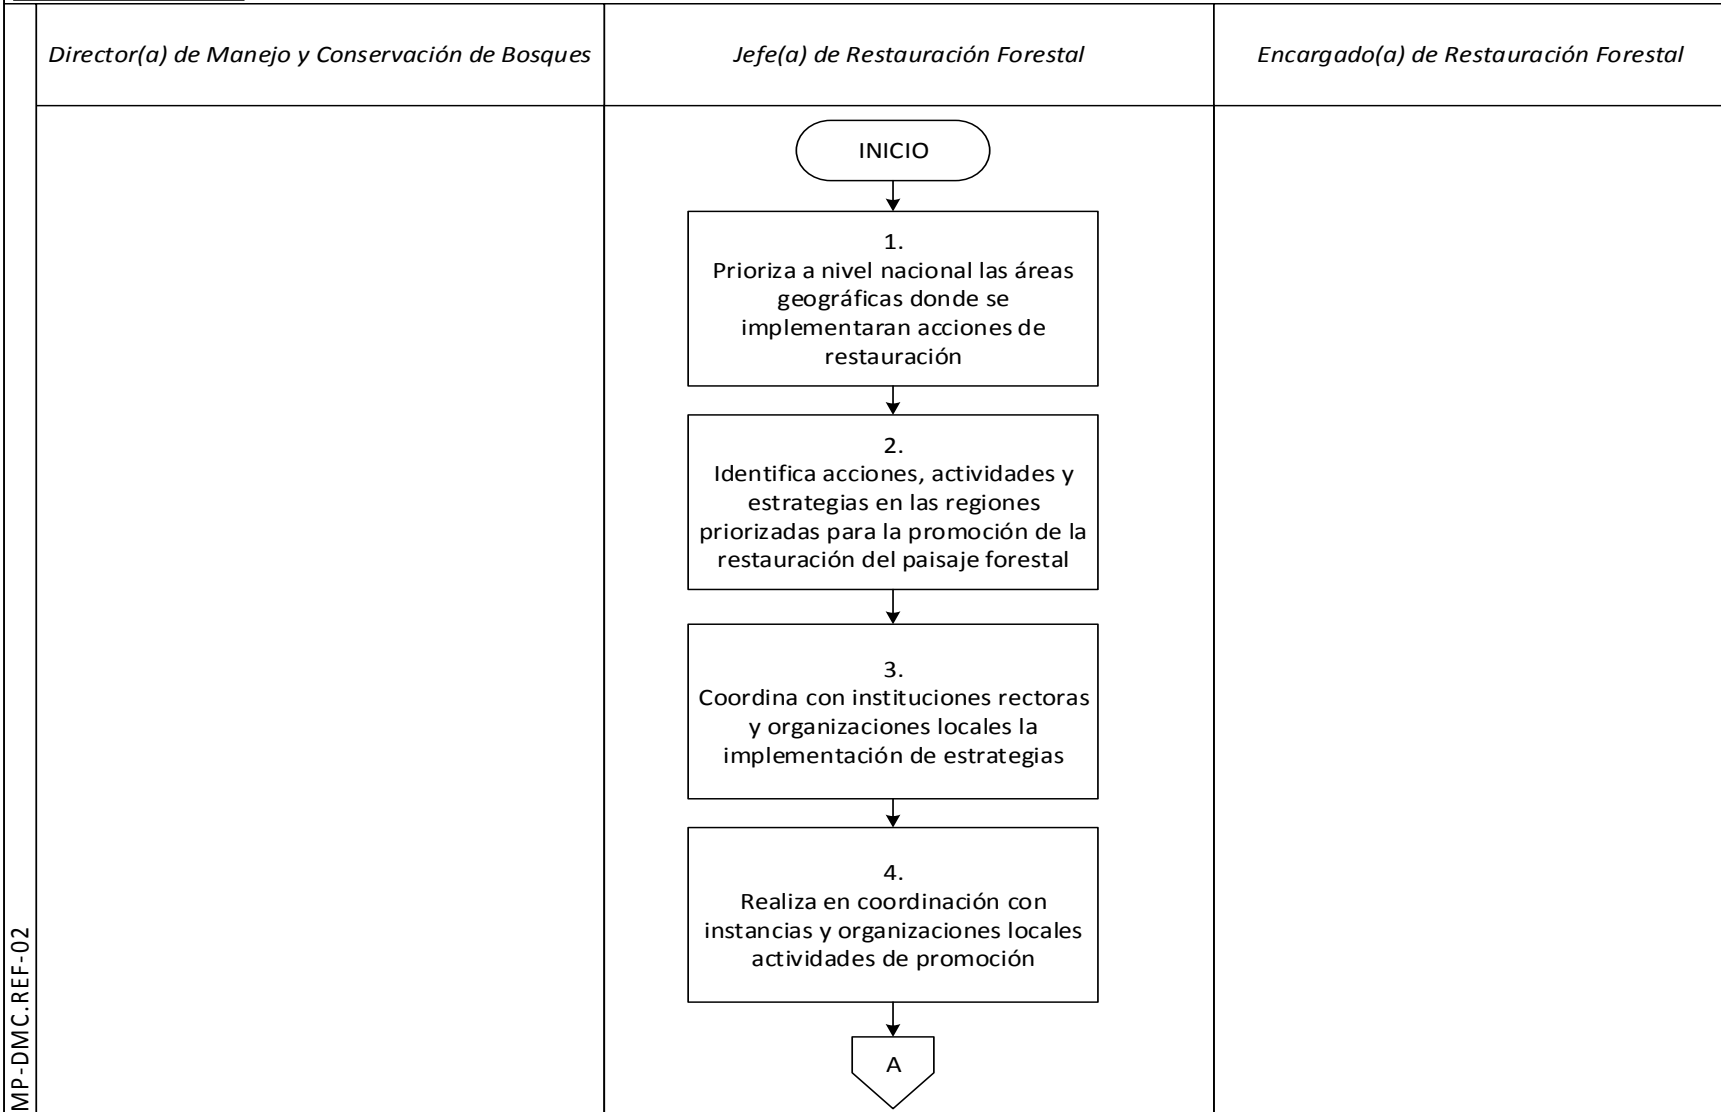 Director(a) de Manejo y Conservación de Bosques
Jefe(a) de Restauración Forestal
Encargado(a) de Restauración Forestal
INICIO
1.
Prioriza a nivel nacional las áreas
geográficas donde se
implementaran acciones de
restauración
2.
Identifica acciones, actividades y
estrategias en las regiones
priorizadas para la promoción de la
restauración del paisaje forestal
3.
Coordina con instituciones rectoras
y organizaciones locales la
implementación de estrategias
4.
Realiza en coordinación con
instancias y organizaciones locales
actividades de promoción
A
MP-DMC.REF-02